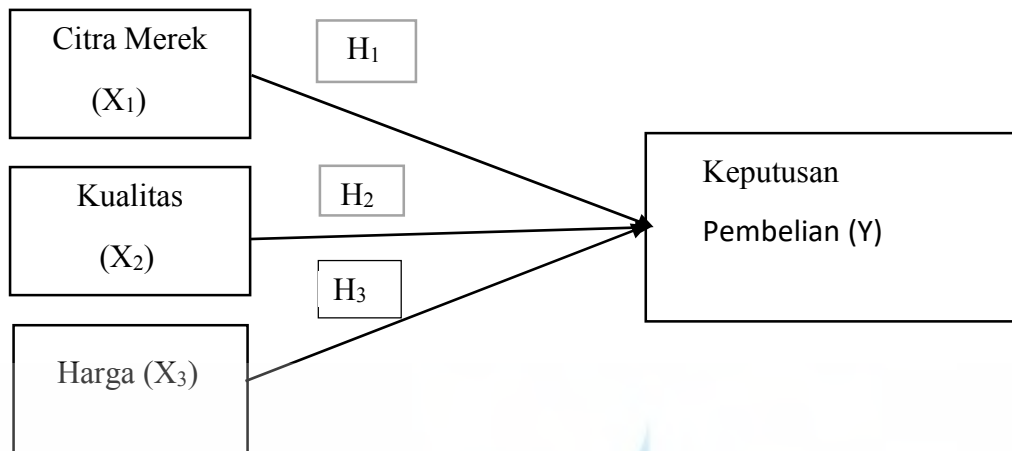 Citra Merek
(X₁)
H₁
Kualitas
(X₂)
H₂
H₃
Harga (X₃)
Keputusan
Pembelian (Y)